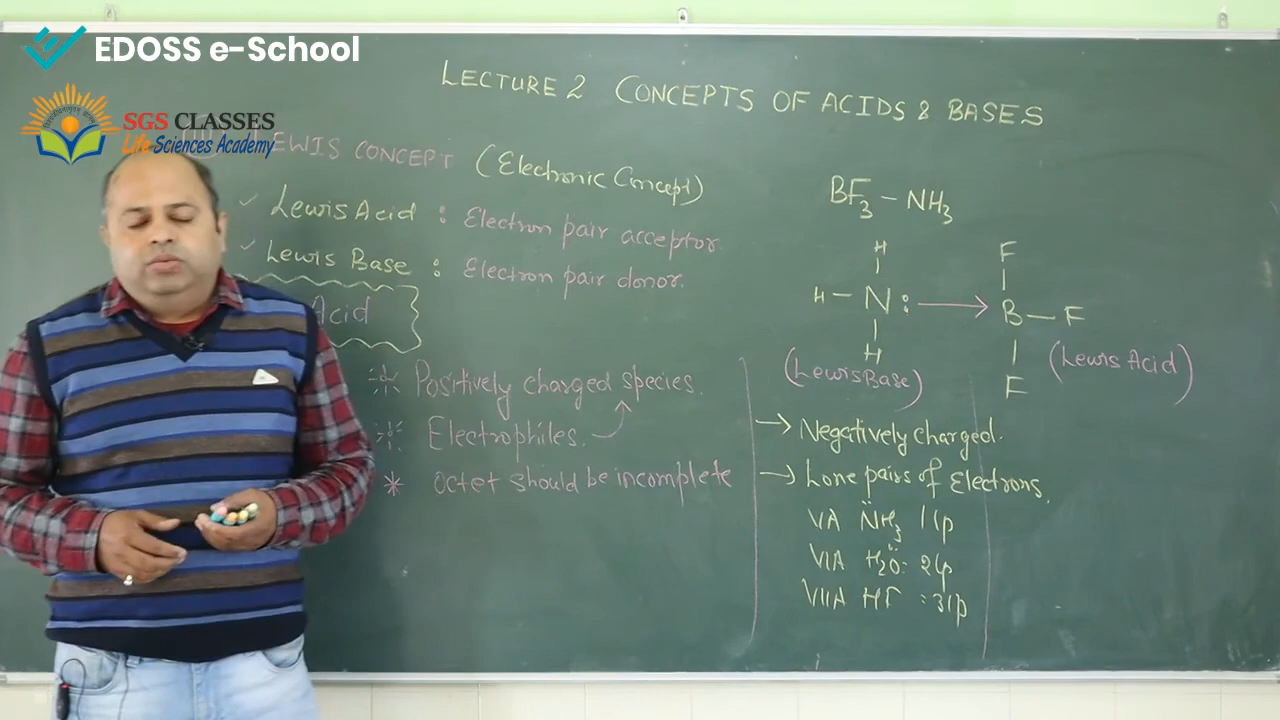 EDOSS e-School
SGS CLASSES
Life Sciences Academy
LECTURE 2 CONCEPTS OF ACIDS & BASES
LEWIS CONCEPT (Electronic Concept)
✓ Lewis Acid : Electron pair acceptor
✓ Lewis Base : Electron pair donor.
Acid
Positively charged species.
Electrophiles.
* Octet should be incomplete
BF3 – NH3
H
H – N : → B – F
H
F
F
(Lewis Base)
(Lewis Acid)
→ Negatively charged.
→ Lone pairs of Electrons.
VA NH3 1lp
VIA H2O: 2lp
VIIA HF : 3lp